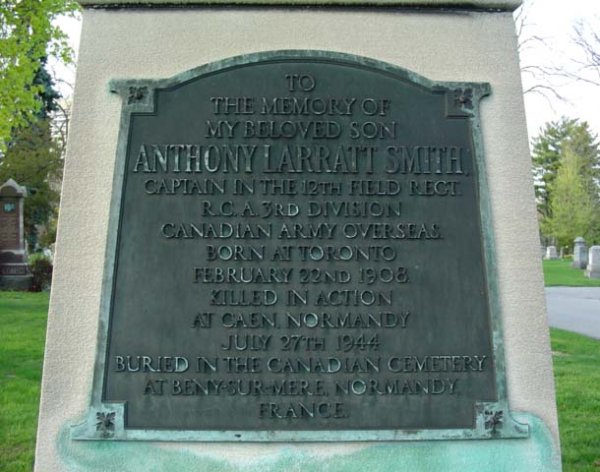 TO
THE MEMORY OF
MY BELOVED SON
ANTHONY LARRATT SMITH,
CAPTAIN IN THE 12TH FIELD REGT.
R.C.A. 3RD DIVISION
CANADIAN ARMY OVERSEAS.
BORN AT TORONTO
FEBRUARY 22ND 1908.
KILLED IN ACTION
AT CAEN, NORMANDY
JULY 27TH 1944
BURIED IN THE CANADIAN CEMETERY
AT BENY-SUR-MERE, NORMANDY,
FRANCE.